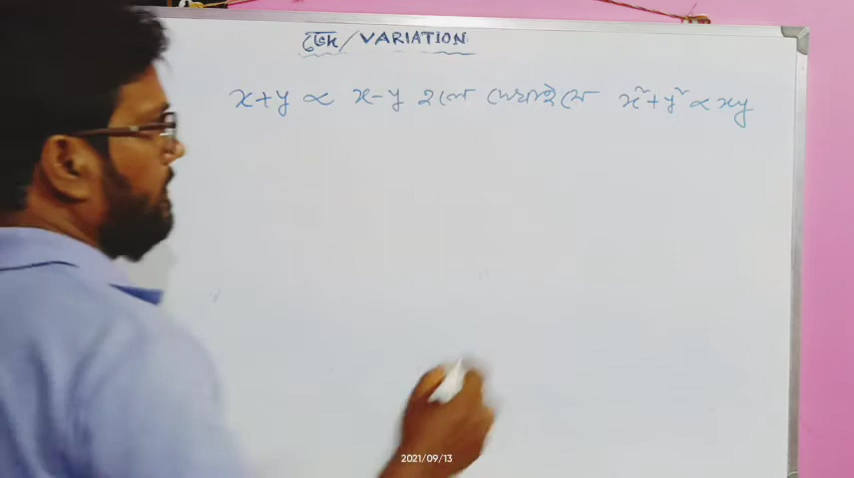 ভেদ/VARIATION
x+y ∝ x-y হলে দেখাই যে x²+y² ∝ xy
2021/09/13